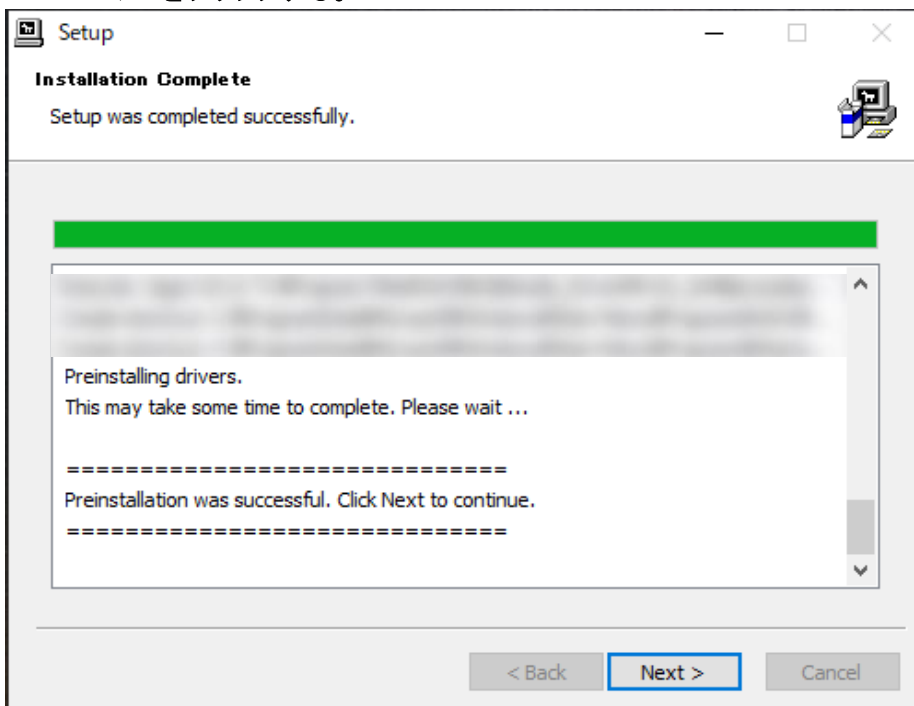 Setup
Installation Complete
Setup was completed successfully.
Preinstalling drivers.
This may take some time to complete. Please wait ...
==============================
Preinstallation was successful. Click Next to continue.
==============================
< Back Next > Cancel